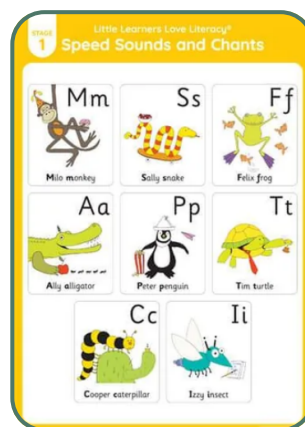 STAGE
1
Little Learners Love Literacy®
Speed Sounds and Chants
Mm
Milo monkey
Ss
Sally snake
Ff
Felix frog
Aa
Ally alligator
Pp
Peter penguin
Tt
Tim turtle
Cc
Cooper caterpillar
Ii
Izzy insect